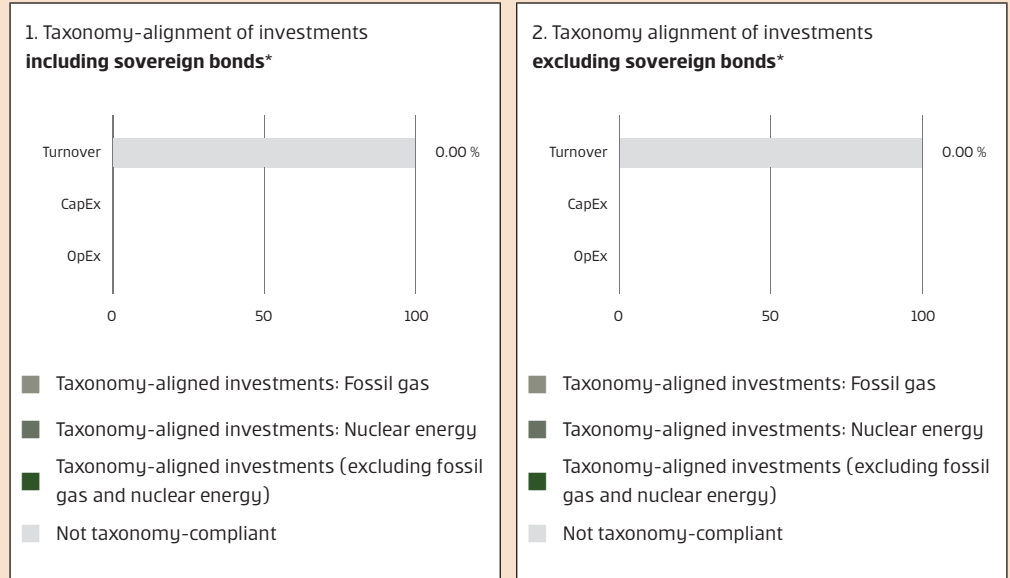 1. Taxonomy-alignment of investments
including sovereign bonds*
Turnover
0.00 %
CapEx
OpEx
0 50 100
Taxonomy-aligned investments: Fossil gas
Taxonomy-aligned investments: Nuclear energy
Taxonomy-aligned investments (excluding fossil
gas and nuclear energy)
Not taxonomy-compliant
2. Taxonomy alignment of investments
excluding sovereign bonds*
Turnover
0.00 %
CapEx
OpEx
0 50 100
Taxonomy-aligned investments: Fossil gas
Taxonomy-aligned investments: Nuclear energy
Taxonomy-aligned investments (excluding fossil
gas and nuclear energy)
Not taxonomy-compliant